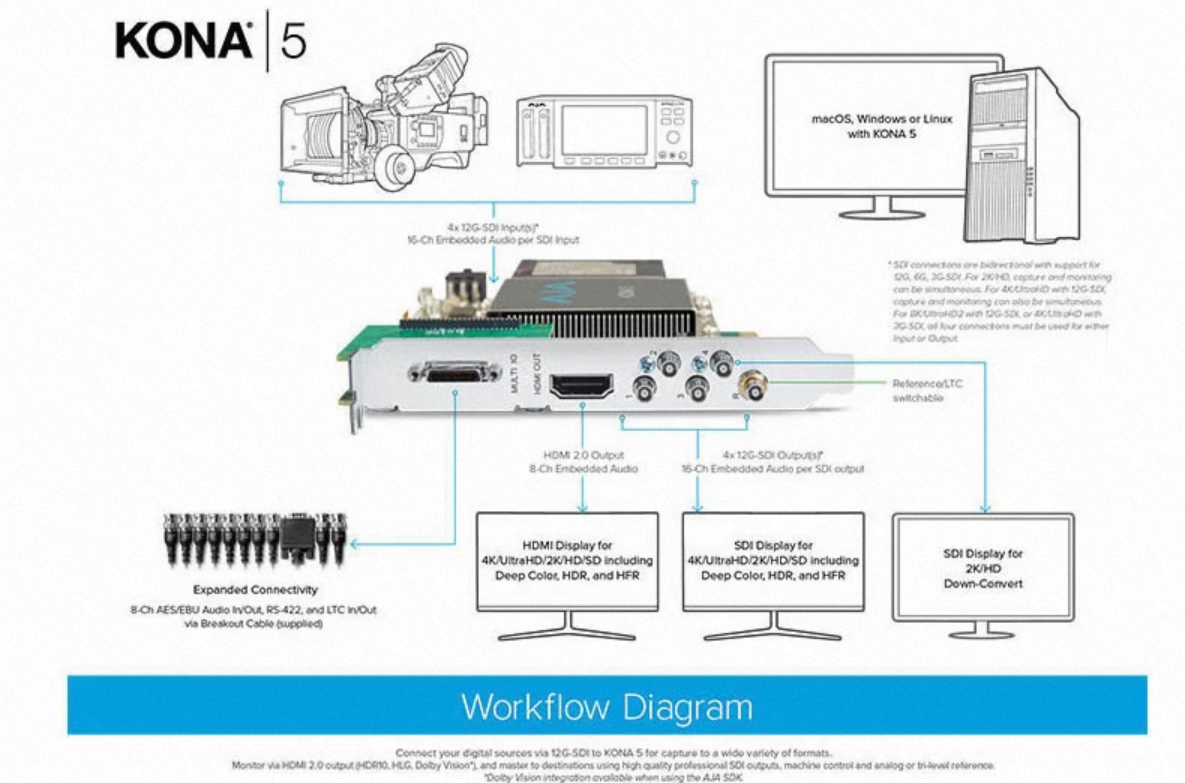 KONA® | 5
AJA
macOS, Windows or Linux
with KONA 5
4x 12G-SDI Input(s)*
16-Ch Embedded Audio per SDI Input
* SDI connections are bidirectional with support for
12G, 6G, 3G-SDI. For 2K/HD, capture and monitoring
can be simultaneous. For 4K/UltraHD with 12G-SDI,
capture and monitoring can also be simultaneous.
For 8K/UltraHD2 with 12G-SDI, or 4K/UltraHD with
3G-SDI, all four connections must be used for either
Input or Output.
AJA
MULTI IO
HDMI OUT
1
2
3
4
R
Reference/LTC
switchable
HDMI 2.0 Output
8-Ch Embedded Audio
4x 12G-SDI Output(s)*
16-Ch Embedded Audio per SDI output
HDMI Display for
4K/UltraHD/2K/HD/SD including
Deep Color, HDR, and HFR
SDI Display for
4K/UltraHD/2K/HD/SD including
Deep Color, HDR, and HFR
SDI Display for
2K/HD
Down-Convert
Expanded Connectivity
8-Ch AES/EBU Audio In/Out, RS-422, and LTC In/Out
via Breakout Cable (supplied)
Workflow Diagram
Connect your digital sources via 12G-SDI to KONA 5 for capture to a wide variety of formats.
Monitor via HDMI 2.0 output (HDR10, HLG, Dolby Vision*), and master to destinations using high quality professional SDI outputs, machine control and analog or tri-level reference.
*Dolby Vision integration available when using the AJA SDK.